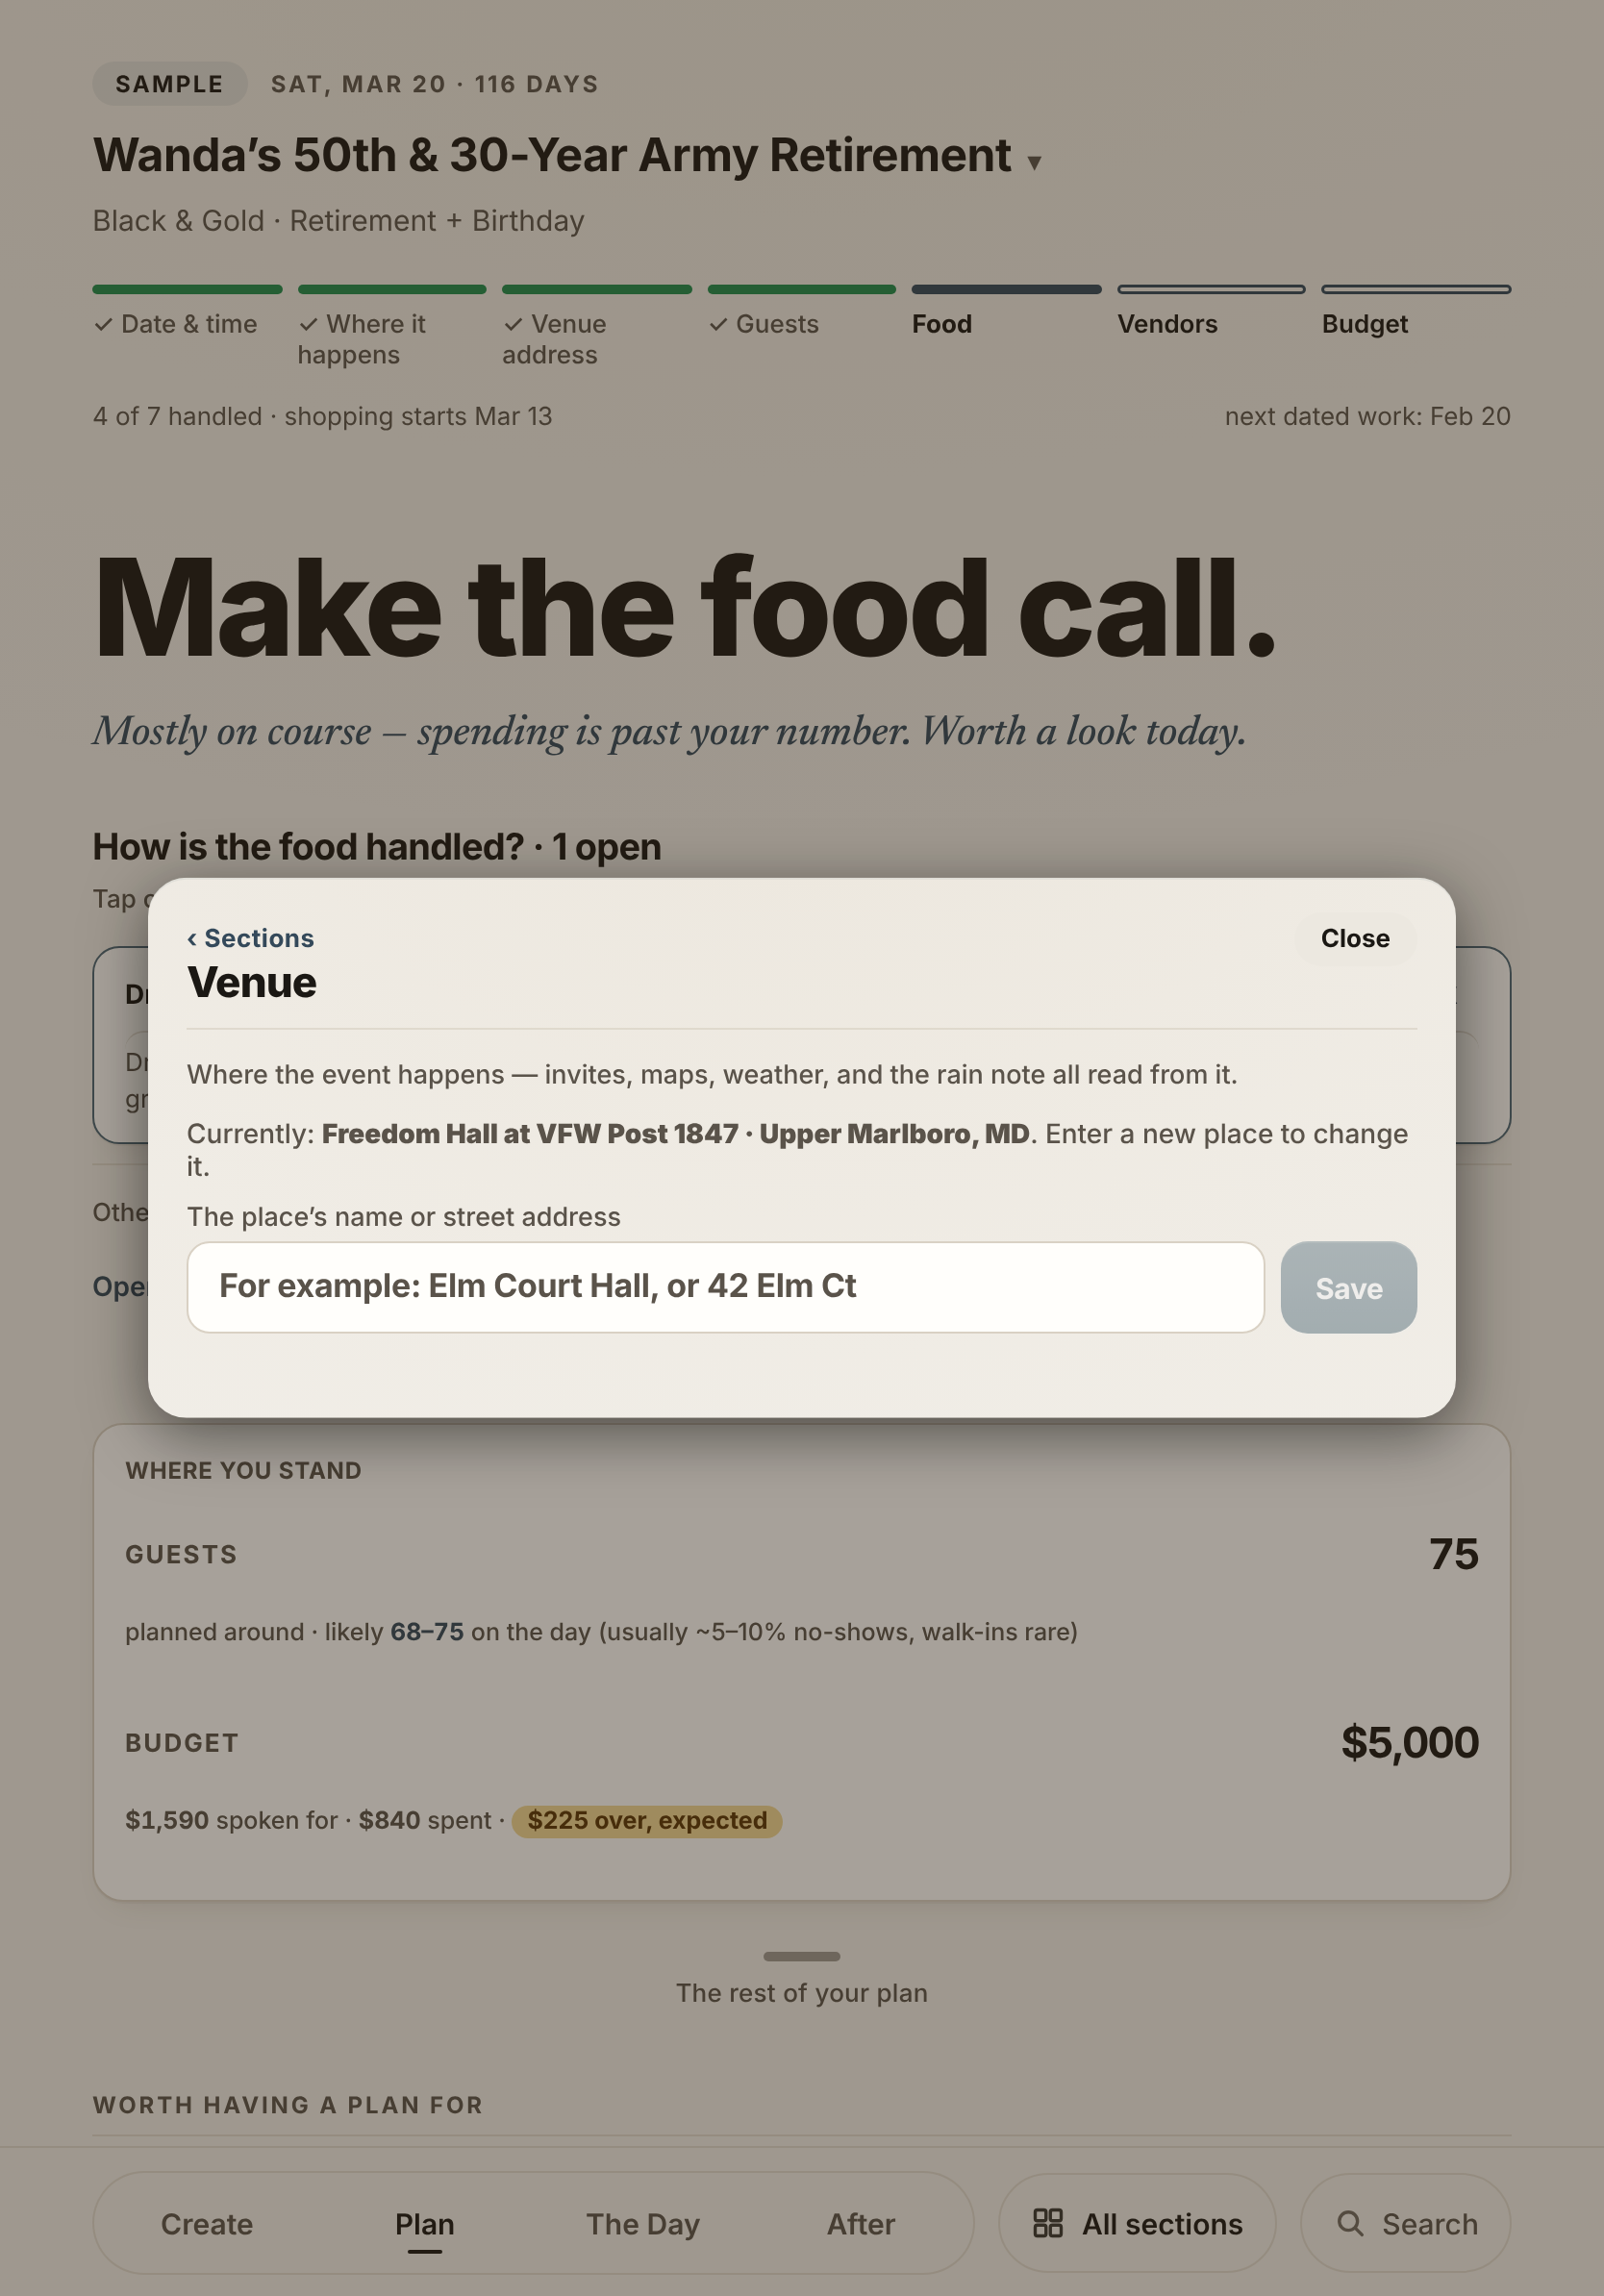 SAMPLE SAT, MAR 20 · 116 DAYS
Wanda’s 50th & 30-Year Army Retirement ▾
Black & Gold · Retirement + Birthday
✓ Date & time
✓ Where it
happens
✓ Venue
address
✓ Guests
Food
Vendors
Budget
4 of 7 handled · shopping starts Mar 13
next dated work: Feb 20
Make the food call.
Mostly on course – spending is past your number. Worth a look today.
How is the food handled? · 1 open
Tap
‹ Sections
Close
Venue
Where the event happens — invites, maps, weather, and the rain note all read from it.
Currently: Freedom Hall at VFW Post 1847 · Upper Marlboro, MD. Enter a new place to change
it.
The place’s name or street address
For example: Elm Court Hall, or 42 Elm Ct
Save
WHERE YOU STAND
GUESTS
75
planned around · likely 68–75 on the day (usually ~5–10% no-shows, walk-ins rare)
BUDGET
$5,000
$1,590 spoken for · $840 spent · $225 over, expected
The rest of your plan
WORTH HAVING A PLAN FOR
Create
Plan
The Day
After
All sections
Search